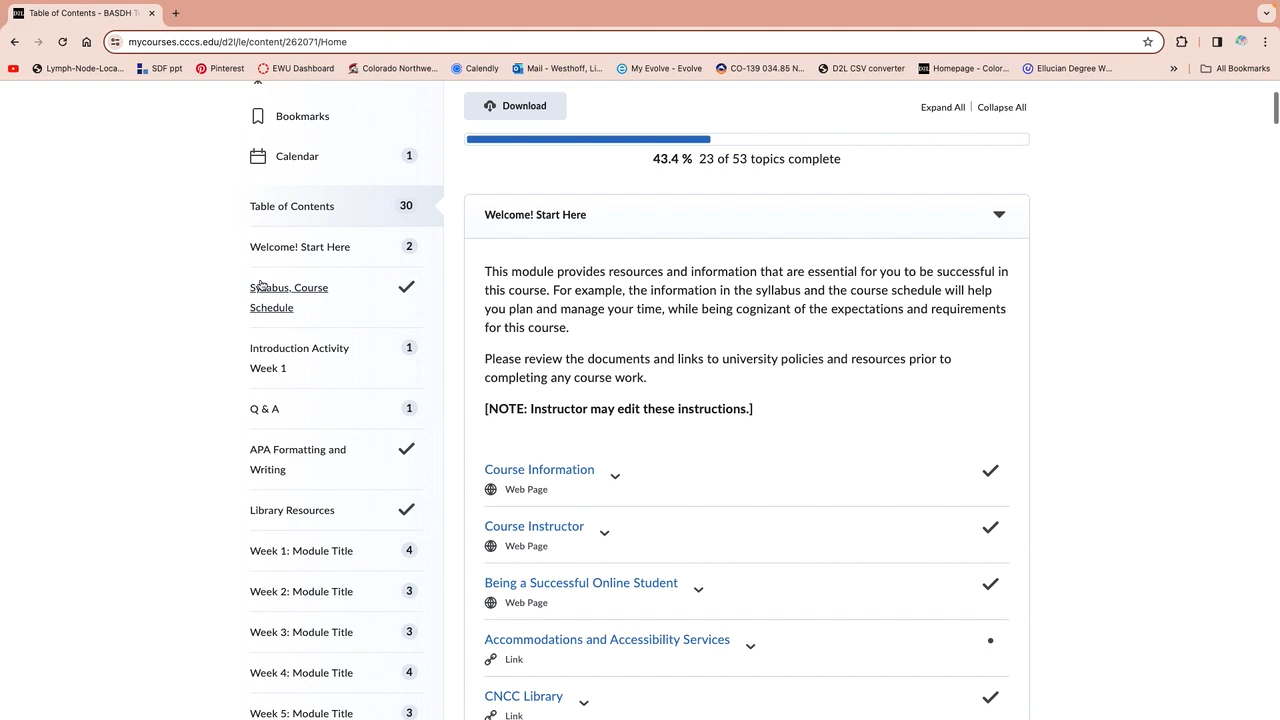 Table of Contents - BASDH T
mycourses.cccs.edu/d2l/le/content/262071/Home
Lymph-Node-Loca...
SDF ppt
Pinterest
EWU Dashboard
Colorado Northwe...
Calendly
Mail - Westhoff, Li...
My Evolve - Evolve
CO-139 034.85 N...
D2L CSV converter
D2L
Homepage - Color...
Ellucian Degree W...
»
All Bookmarks
Bookmarks
Calendar 1
Table of Contents 30
Welcome! Start Here 2
Syllabus, Course
Schedule
Introduction Activity 1
Week 1
Q & A 1
APA Formatting and
Writing
Library Resources
Week 1: Module Title 4
Week 2: Module Title 3
Week 3: Module Title 3
Week 4: Module Title 4
Week 5: Module Title 3
Download
Expand All | Collapse All
43.4 % 23 of 53 topics complete
Welcome! Start Here
This module provides resources and information that are essential for you to be successful in
this course. For example, the information in the syllabus and the course schedule will help
you plan and manage your time, while being cognizant of the expectations and requirements
for this course.
Please review the documents and links to university policies and resources prior to
completing any course work.
[NOTE: Instructor may edit these instructions.]
Course Information
Web Page
Course Instructor
Web Page
Being a Successful Online Student
Web Page
Accommodations and Accessibility Services
Link
CNCC Library
Link